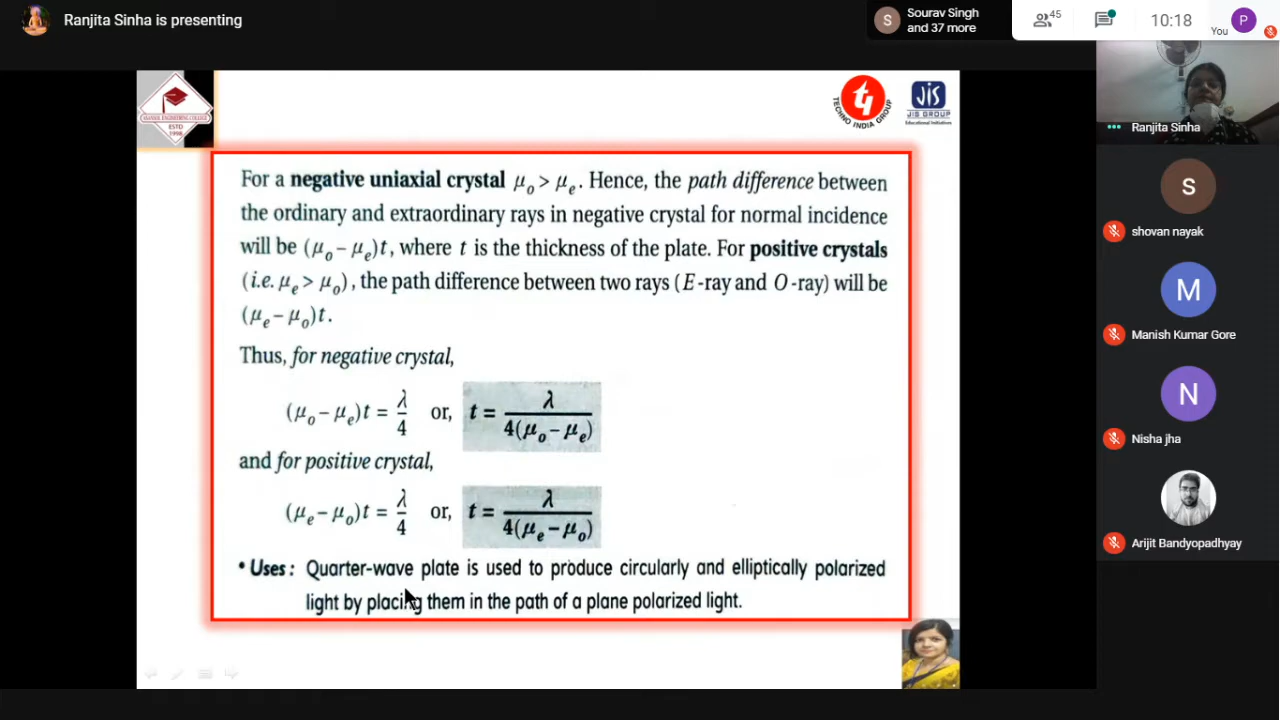 Ranjita Sinha is presenting
S
Sourav Singh
and 37 more
45
10:18
You
P
ESTD
1998
TECHNO INDIA GROUP
JIS
JIS GROUP
Educational Initiatives
For a negative uniaxial crystal μₒ > μₑ. Hence, the path difference between
the ordinary and extraordinary rays in negative crystal for normal incidence
will be (μₒ − μₑ)t, where t is the thickness of the plate. For positive crystals
(i.e. μₑ > μₒ), the path difference between two rays (E-ray and O-ray) will be
(μₑ − μₒ)t.
Thus, for negative crystal,
(μₒ − μₑ)t = λ/4 or, t = λ/4(μₒ − μₑ)
and for positive crystal,
(μₑ − μₒ)t = λ/4 or, t = λ/4(μₑ − μₒ)
• Uses : Quarter-wave plate is used to produce circularly and elliptically polarized
light by placing them in the path of a plane polarized light.
Ranjita Sinha
S
shovan nayak
M
Manish Kumar Gore
N
Nisha jha
Arijit Bandyopadhyay